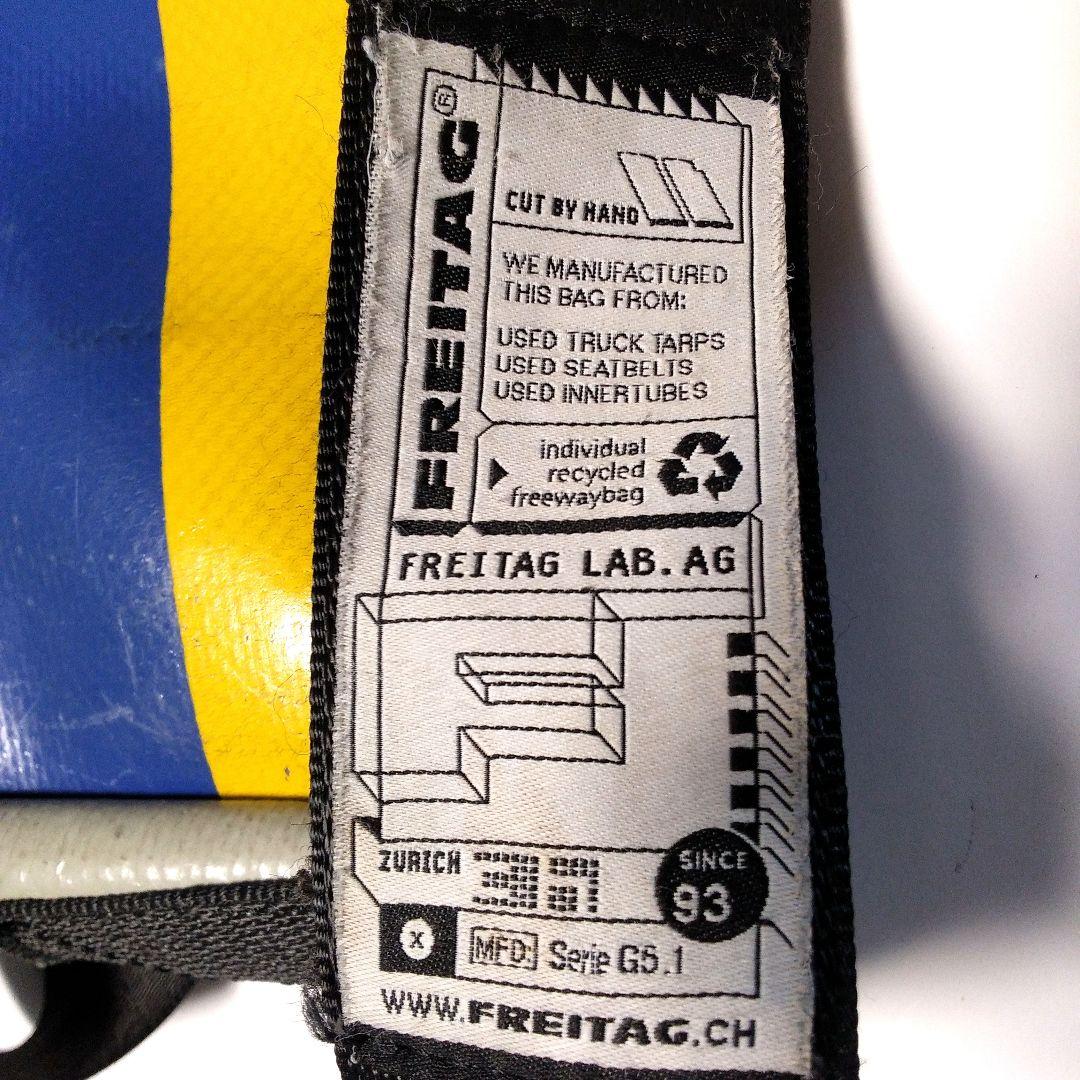 FREITAG®
CUT BY HAND
WE MANUFACTURED
THIS BAG FROM:
USED TRUCK TARPS
USED SEATBELTS
USED INNERTUBES
individual
recycled
freewaybag
FREITAG LAB. AG
ZURICH
SINCE
93
X
MFD: Serie G5.1
WWW.FREITAG.CH